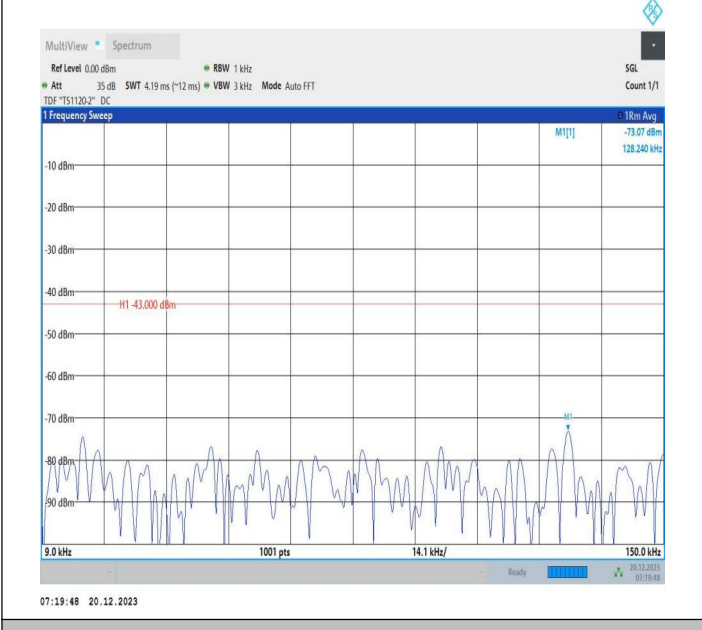 MultiView Spectrum
Ref Level 0.00 dBm RBW 1 kHz SGL
Att 35 dB SWT 4.19 ms (~12 ms) VBW 3 kHz Mode Auto FFT Count 1/1
TDF "TS1120-2" DC
1 Frequency Sweep 1Rm Avg
M1[1] -73.07 dBm
128.240 kHz
-10 dBm
-20 dBm
-30 dBm
-40 dBm
H1 -43.000 dBm
-50 dBm
-60 dBm
-70 dBm
M1
-80 dBm
-90 dBm
9.0 kHz 1001 pts 14.1 kHz/ 150.0 kHz
Ready 20.12.2023
07:19:48
07:19:48 20.12.2023